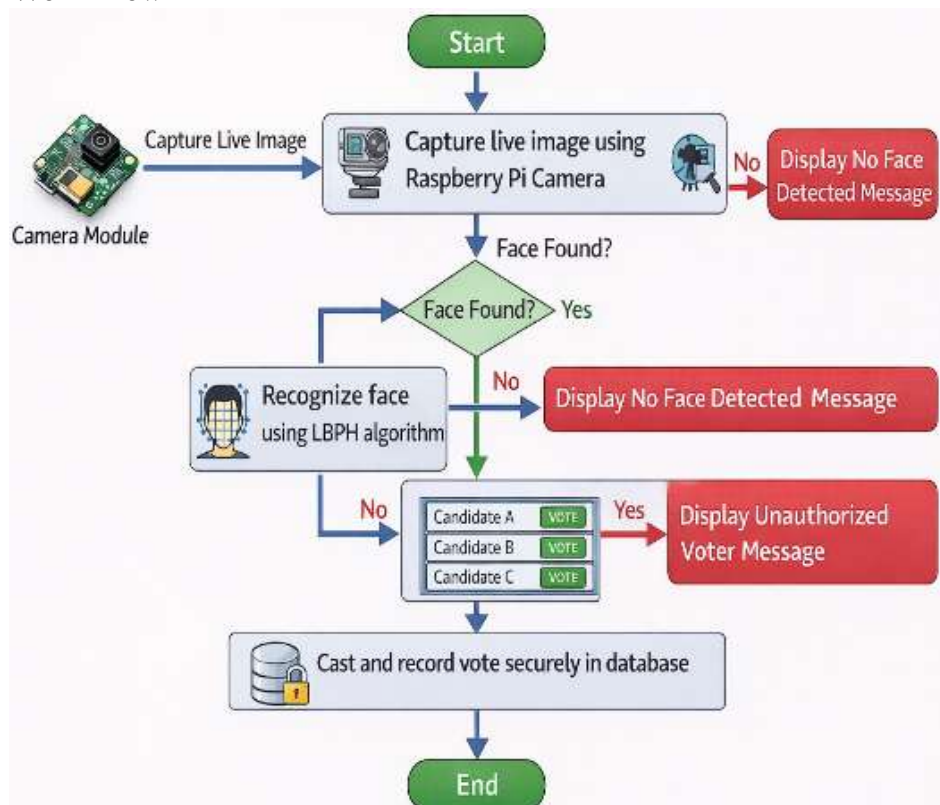 Start
Capture Live Image
Camera Module
Capture live image using
Raspberry Pi Camera
No
Display No Face
Detected Message
Face Found?
Face Found?
Yes
Recognize face
using LBPH algorithm
No
Display No Face Detected Message
No
Candidate A VOTE
Candidate B VOTE
Candidate C VOTE
Yes
Display Unauthorized
Voter Message
Cast and record vote securely in database
End